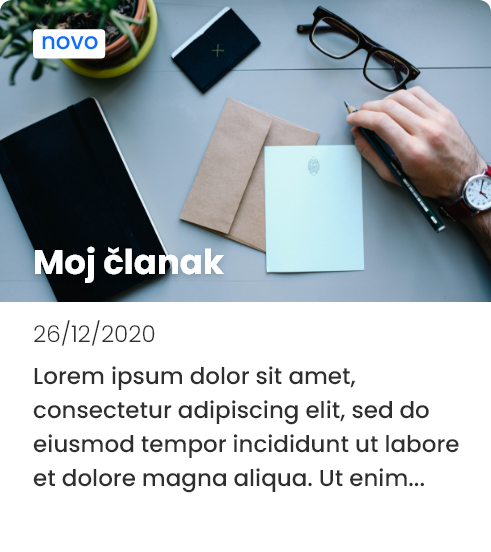 novo
Moj članak
26/12/2020
Lorem ipsum dolor sit amet,
consectetur adipiscing elit, sed do
eiusmod tempor incididunt ut labore
et dolore magna aliqua. Ut enim...